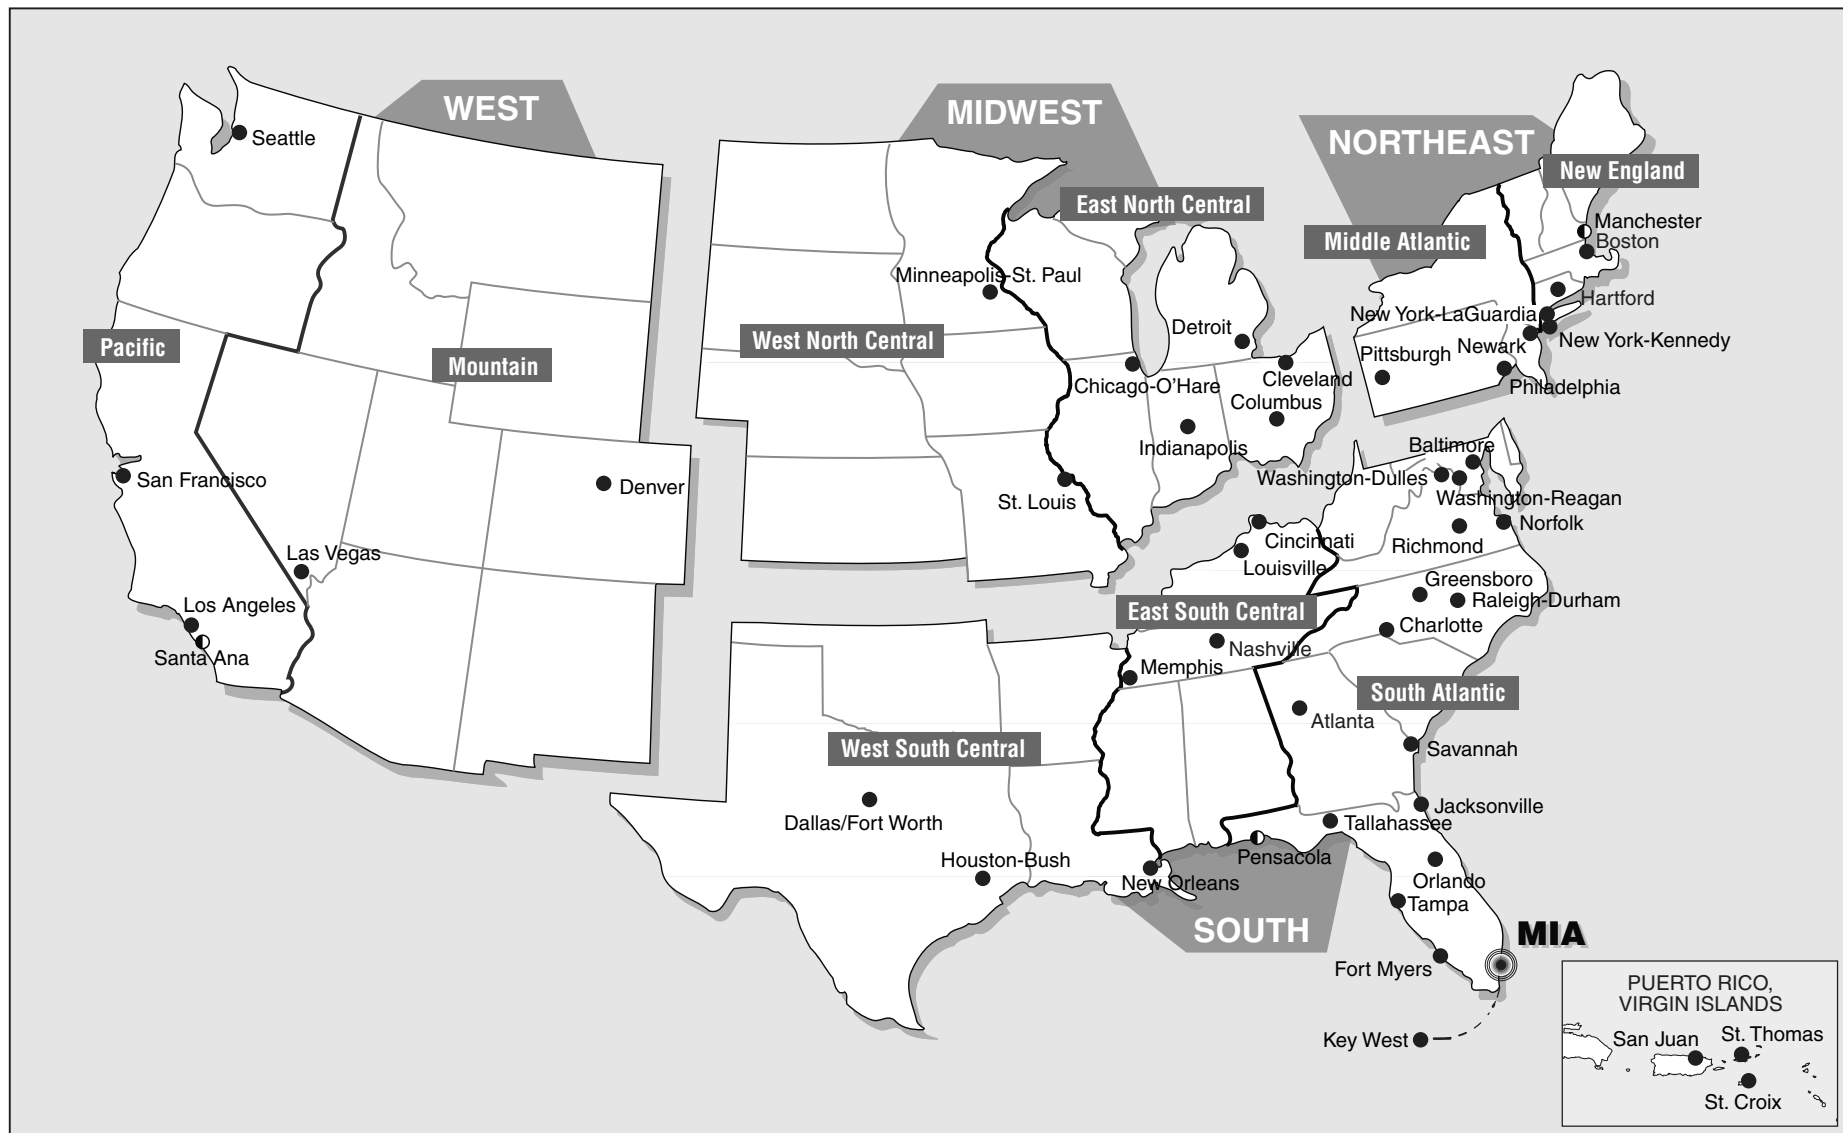 WEST
MIDWEST
NORTHEAST
New England
East North Central
Middle Atlantic
Seattle
Manchester
Boston
Minneapolis-St. Paul
Hartford
New York-LaGuardia
Detroit
West North Central
New York-Kennedy
Newark
Pacific
Pittsburgh
Mountain
Cleveland
Chicago-O'Hare
Philadelphia
Columbus
Indianapolis
Baltimore
San Francisco
Denver
Washington-Dulles
Washington-Reagan
St. Louis
Norfolk
Cincinnati
Richmond
Las Vegas
Louisville
Greensboro
Raleigh-Durham
Los Angeles
East South Central
Charlotte
Nashville
Santa Ana
Memphis
South Atlantic
Atlanta
West South Central
Savannah
Jacksonville
Dallas/Fort Worth
Tallahassee
Houston-Bush
Pensacola
New Orleans
Orlando
Tampa
SOUTH
MIA
Fort Myers
PUERTO RICO,
VIRGIN ISLANDS
Key West
San Juan
St. Thomas
St. Croix